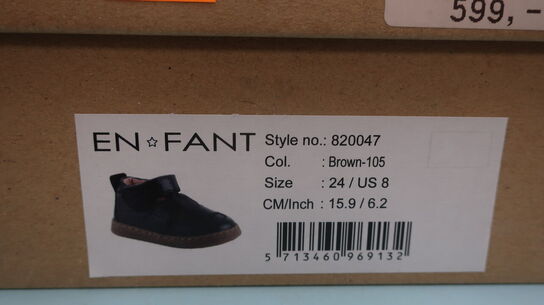 599,-
EN☆FANT
Style no.: 820047
Col. : Brown-105
Size : 24 / US 8
CM/Inch : 15.9 / 6.2
5 713460 969132